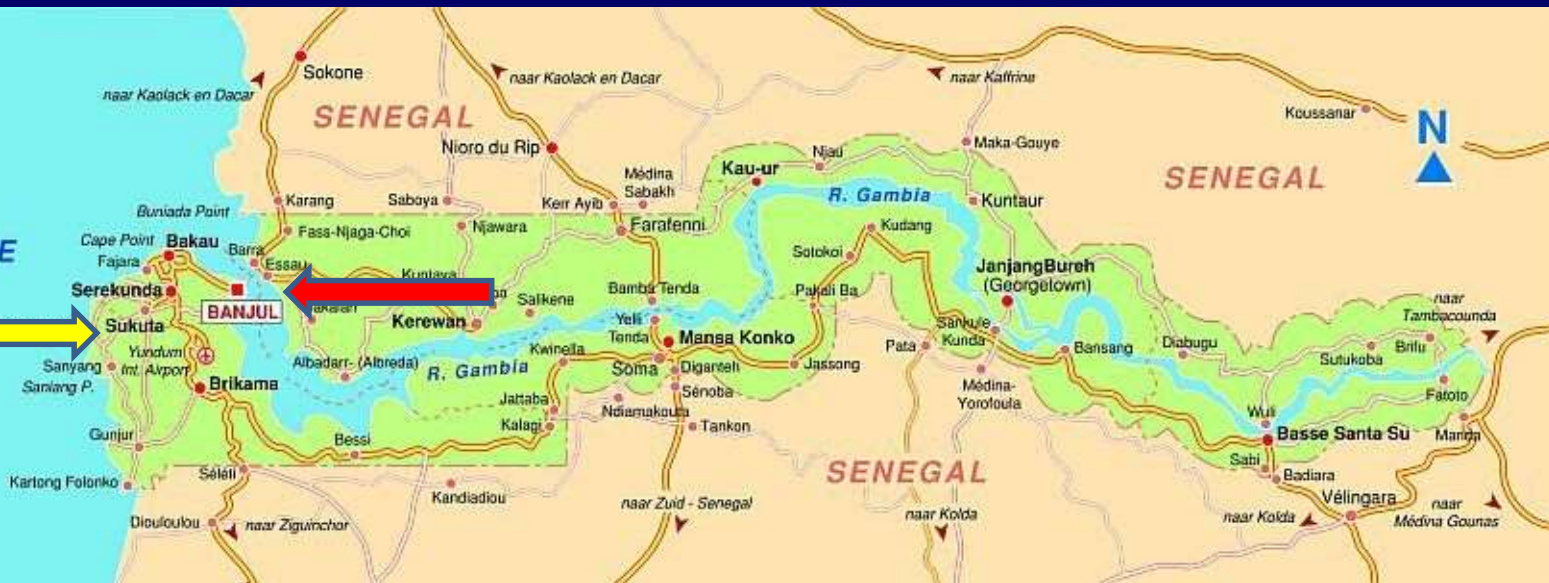 Sokone
naar Kaolack en Dacar
naar Kaolack en Dacar
naar Kaffrine
Koussanar
N
SENEGAL
Nioro du Rip
Maka-Gouye
SENEGAL
Njau
Kau-ur
Médina
Sabakh
R. Gambia
Kuntaur
Karang
Saboya
Kerr Ayib
Buniada Point
Fass-Njaga-Choi
Njawara
Farafenni
Kudang
Cape Point
Bakau
Barra
E
Fajara
Essau
Sotokoi
JanjangBureh
(Georgetown)
Serekunda
BANJUL
Bamba Tenda
Pakali Ba
Salikene
naar
Tambacounda
Kerewan
Yelli
Tenda
Sukuta
Mansa Konko
Sankule
Kunda
Pata
Bansang
Diabugu
Sutukoba
Brifu
Yundum
Int. Airport
Sanyang
Saniang P.
Albadarr- (Albreda)
R. Gambia
Kwinella
Soma
Diganteh
Jassong
Brikama
Sénoba
Médina-
Yorofoula
Fatoto
Jattaba
Ndiamakouta
Kalagi
Tankon
Wuli
Gunjur
Bessi
Basse Santa Su
Manda
Sabi
Badiara
Kartong Folonko
Séléti
Kandiadiou
SENEGAL
Vélingara
Diouloulou
naar Ziguinchor
naar Zuid - Senegal
naar Kolda
naar Kolda
naar
Médina Gounas